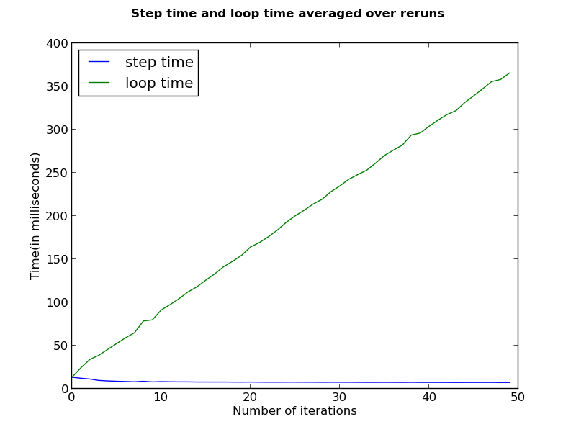 Step time and loop time averaged over reruns
step time
loop time
Time(in milliseconds)
400
350
300
250
200
150
100
50
0
0 10 20 30 40 50
Number of iterations